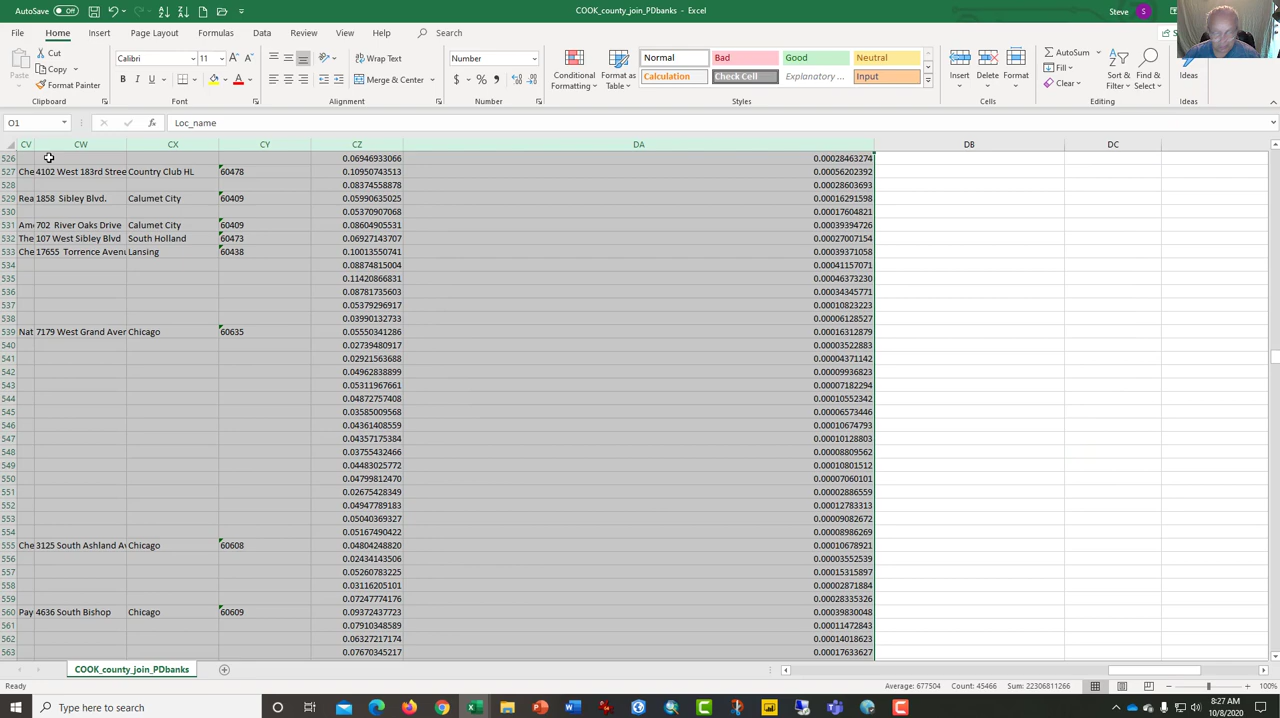 AutoSave Off COOK_county_join_PDbanks - Excel Steve S
File Home Insert Page Layout Formulas Data Review View Help Search
Paste Cut Copy Format Painter Calibri 11 Wrap Text Merge & Center Number Conditional Formatting Format as Table Normal Bad Good Neutral Calculation Check Cell Explanatory ... Input Insert Delete Format AutoSum Fill Clear Sort & Filter Find & Select Ideas
Clipboard Font Alignment Number Styles Cells Editing Ideas
O1 Loc_name
CV CW CX CY CZ DA DB DC
526 0.06946933066 0.00028463274
527 Che 4102 West 183rd Stree Country Club HL 60478 0.10950743513 0.00056202392
528 0.08374558878 0.00028603693
529 Rea 1858 Sibley Blvd. Calumet City 60409 0.05990635025 0.00016291598
530 0.05370907068 0.00017604821
531 Ame 702 River Oaks Drive Calumet City 60409 0.08604905531 0.00039394726
532 The 107 West Sibley Blvd South Holland 60473 0.06927143707 0.00027007154
533 Che 17655 Torrence Avenu Lansing 60438 0.10013550741 0.00039371058
534 0.08874815004 0.00041157071
535 0.11420866831 0.00046373230
536 0.08781735603 0.00034345771
537 0.05379296917 0.00010823223
538 0.03990132733 0.00006128527
539 Nat 7179 West Grand Aver Chicago 60635 0.05550341286 0.00016312879
540 0.02739480917 0.00003522883
541 0.02921563688 0.00004371142
542 0.04962838899 0.00009936823
543 0.05311967661 0.00007182294
544 0.04872757408 0.00010552342
545 0.03585009568 0.00006573446
546 0.04361408559 0.00010674793
547 0.04357175384 0.00010128803
548 0.03755432466 0.00008809562
549 0.04483025772 0.00010801512
550 0.04799812470 0.00007060101
551 0.02675428349 0.00002886559
552 0.04947789183 0.00012783313
553 0.05040369327 0.00009082672
554 0.05167490422 0.00008986269
555 Che 3125 South Ashland Av Chicago 60608 0.04804248820 0.00010678921
556 0.02434143506 0.00003552539
557 0.05260783225 0.00015315897
558 0.03116205101 0.00002871884
559 0.07247774176 0.00028335326
560 Pay 4636 South Bishop Chicago 60609 0.09372437723 0.00039830048
561 0.07910348589 0.00011472843
562 0.06327217174 0.00014018623
563 0.07670345217 0.00017633627
COOK_county_join_PDbanks
Ready Average: 677504 Count: 45466 Sum: 22306811266 100%
Type here to search 8:27 AM
10/8/2020